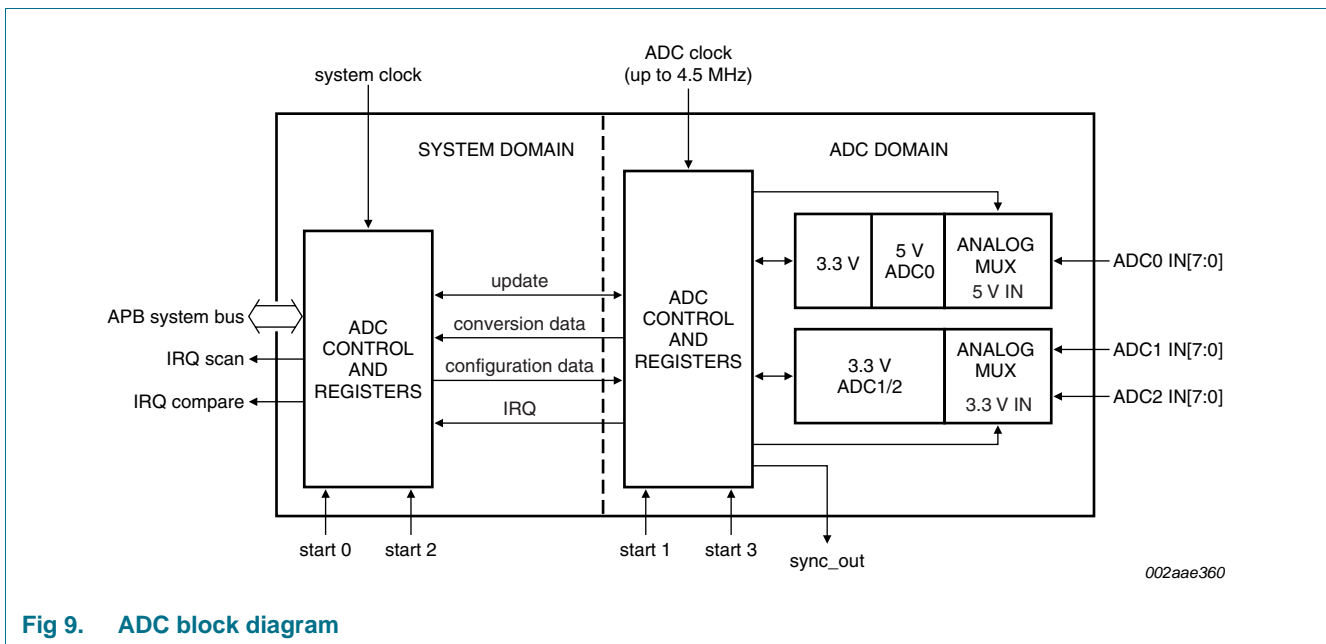 ADC clock
(up to 4.5 MHz)
system clock
SYSTEM DOMAIN
ADC DOMAIN
APB system bus
IRQ scan
IRQ compare
ADC
CONTROL
AND
REGISTERS
update
conversion data
configuration data
IRQ
ADC
CONTROL
AND
REGISTERS
3.3 V
5 V
ADC0
ANALOG
MUX
5 V IN
ADC0 IN[7:0]
3.3 V
ADC1/2
ANALOG
MUX
3.3 V IN
ADC1 IN[7:0]
ADC2 IN[7:0]
start 0
start 2
start 1
start 3
sync_out
002aae360
Fig 9. ADC block diagram